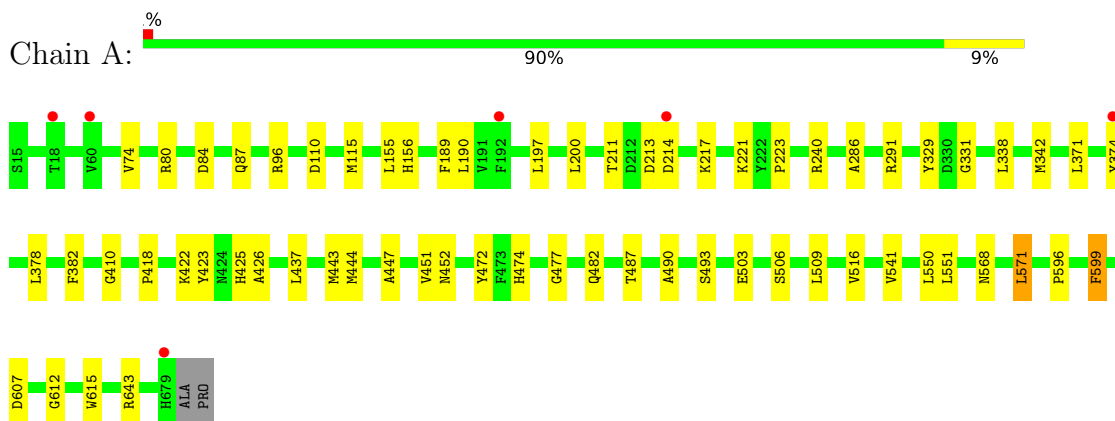 .%
Chain A:
90% 9%
S15 T18 V60 V74 R80 D84 Q87 R96 D110 M115 L155 H156 F189 L190 V191 F192 L197 L200 T211 D212 D213 D214 K217 K221 Y222 P223 R240 A286 R291 Y329 D330 G331 L338 M342 L371 Y374
L378 F382 G410 P418 K422 Y423 N424 H425 A426 L437 M443 M444 A447 V451 N452 Y472 F473 H474 G477 Q482 T487 A490 S493 E503 S506 L509 V516 V541 L550 L551 N568 L571 P596 F599
D607 G612 W615 R643 H679 ALA PRO